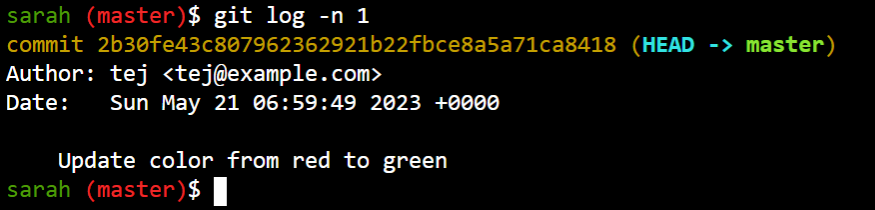 sarah (master)$ git log -n 1
commit 2b30fe43c807962362921b22fbce8a5a71ca8418 (HEAD -> master)
Author: tej <tej@example.com>
Date:   Sun May 21 06:59:49 2023 +0000

    Update color from red to green
sarah (master)$